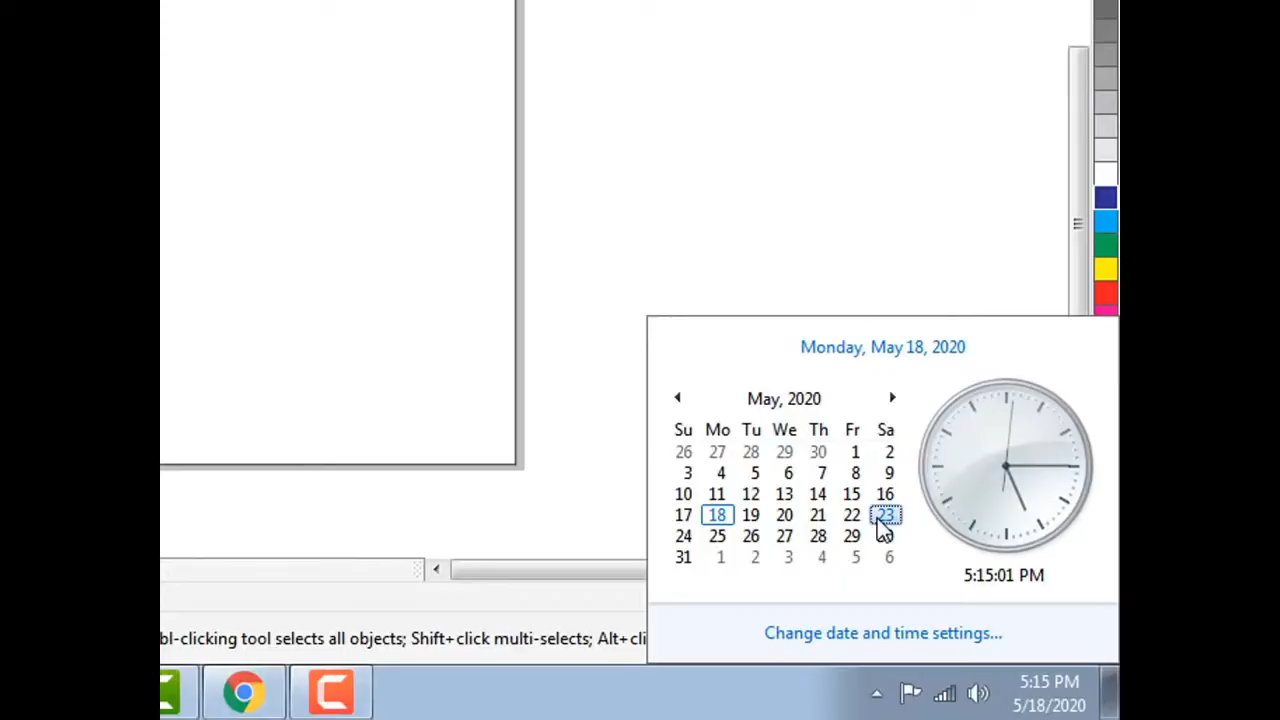 Monday, May 18, 2020
May, 2020
Su Mo Tu We Th Fr Sa
26 27 28 29 30 1 2
3 4 5 6 7 8 9
10 11 12 13 14 15 16
17 18 19 20 21 22 23
24 25 26 27 28 29
31 1 2 3 4 5 6
5:15:01 PM
Change date and time settings...
bl-clicking tool selects all objects; Shift+click multi-selects; Alt+cli
5:15 PM
5/18/2020